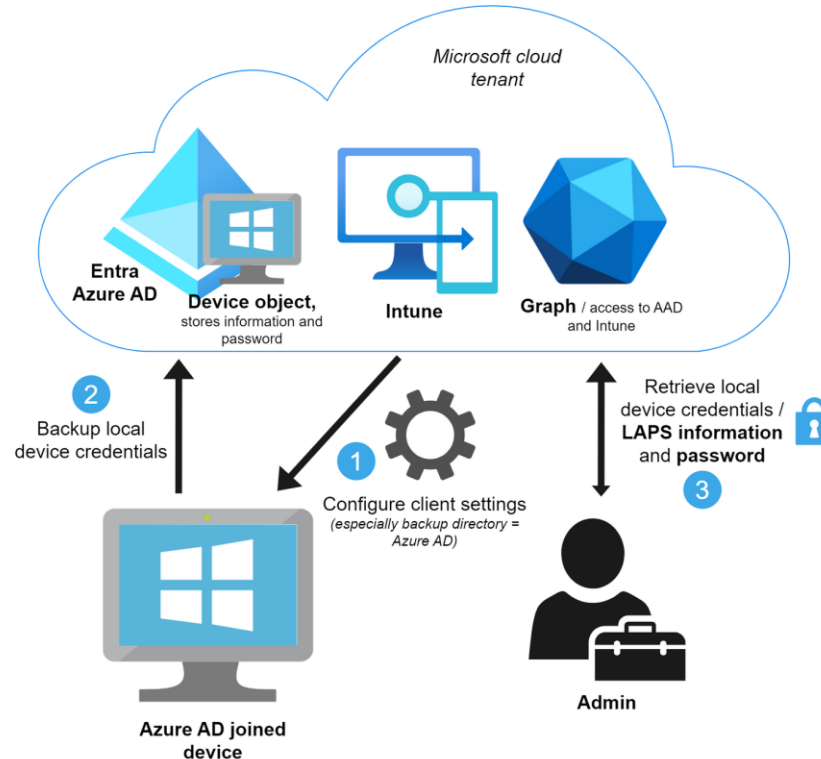 Microsoft cloud
tenant
Entra
Azure AD
Device object,
stores information and
password
Intune
Graph / access to AAD
and Intune
2
Backup local
device credentials
1
Configure client settings
(especially backup directory =
Azure AD)
Retrieve local
device credentials /
LAPS information
and password
3
Azure AD joined
device
Admin